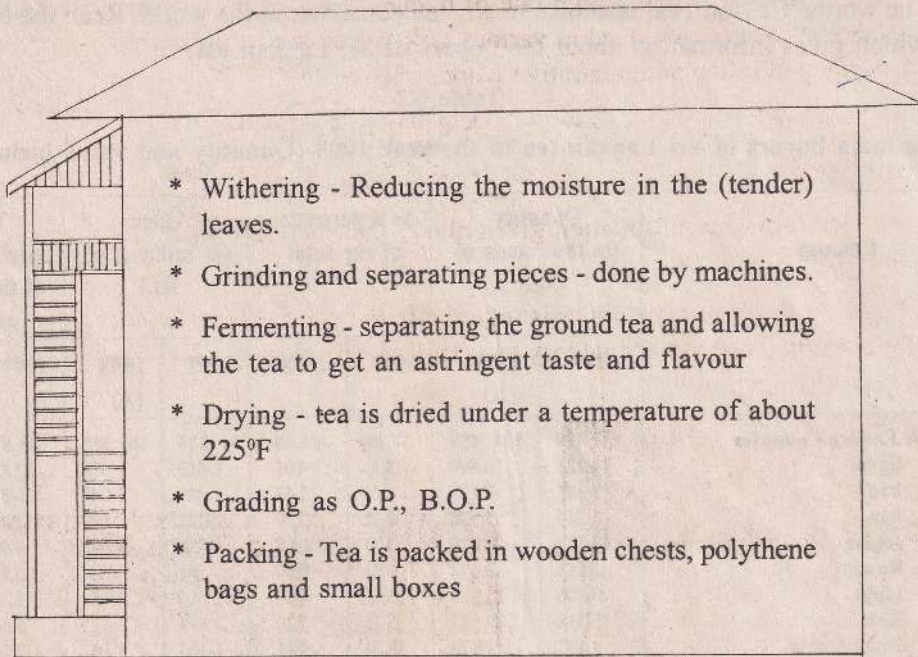 * Withering - Reducing the moisture in the (tender)
leaves.
* Grinding and separating pieces - done by machines.
* Fermenting - separating the ground tea and allowing
the tea to get an astringent taste and flavour
* Drying - tea is dried under a temperature of about
225ºF
* Grading as O.P., B.O.P.
* Packing - Tea is packed in wooden chests, polythene
bags and small boxes